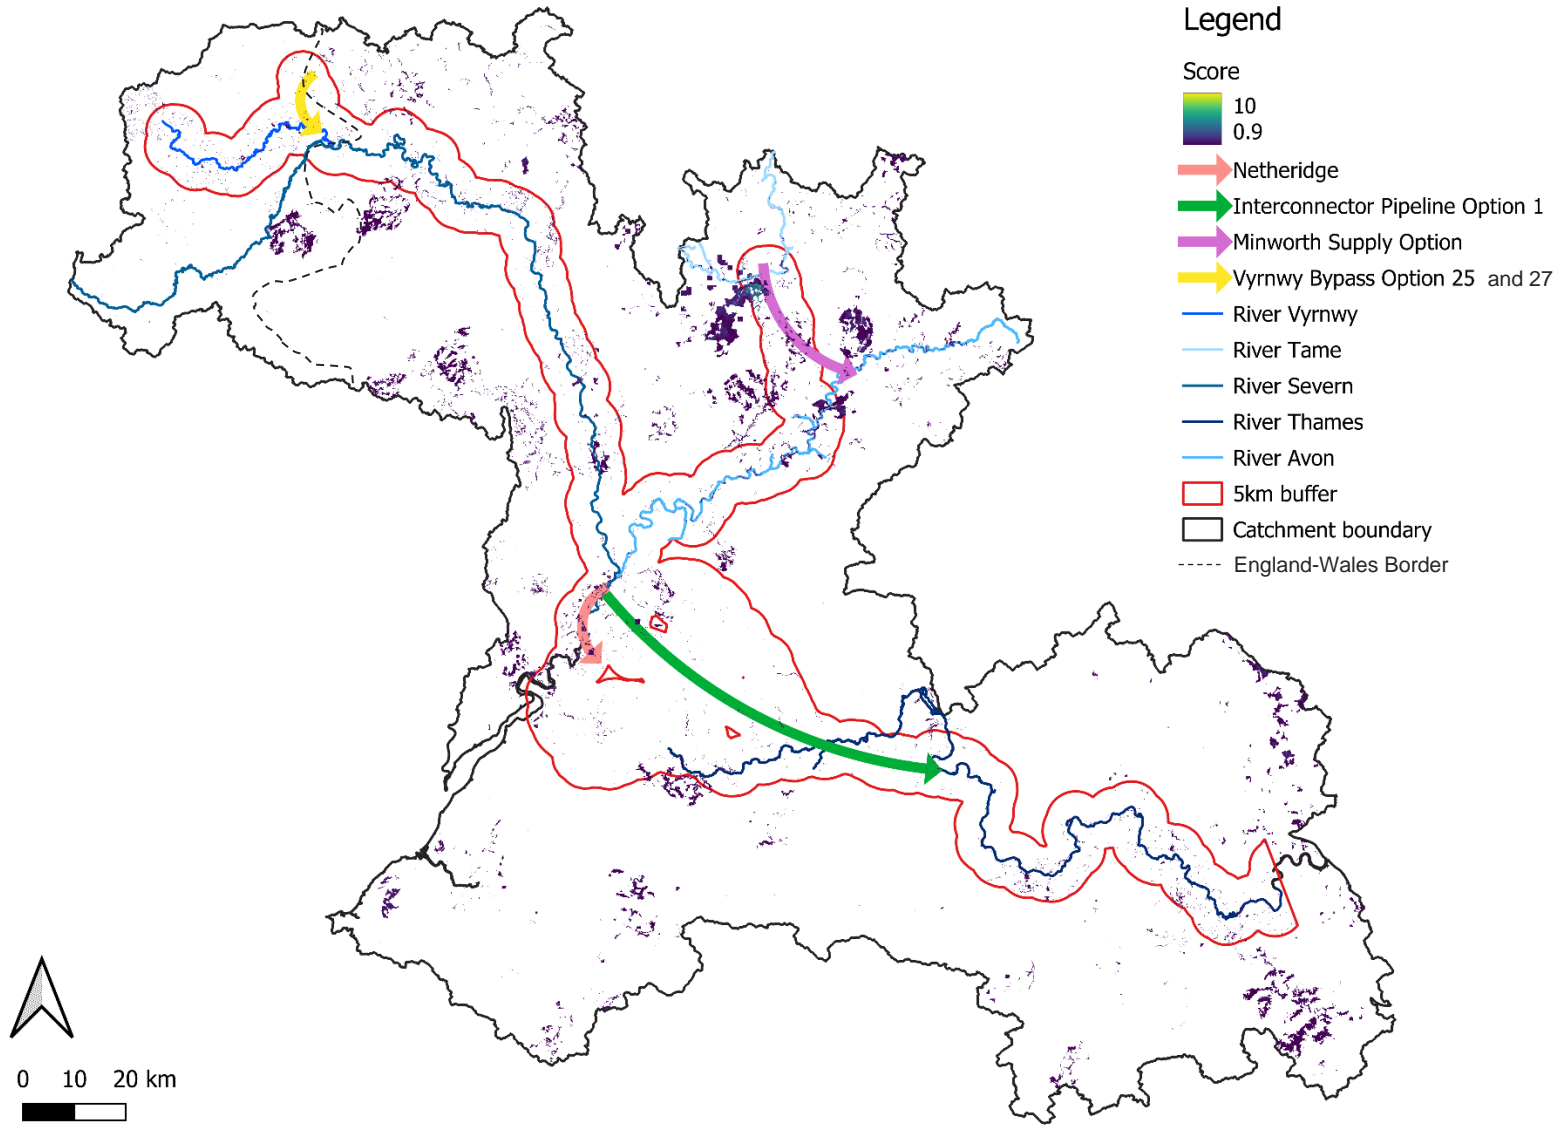 Legend
Score
10
0.9
Netheridge
Interconnector Pipeline Option 1
Minworth Supply Option
Vyrnwy Bypass Option 25 and 27
River Vyrnwy
River Tame
River Severn
River Thames
River Avon
5km buffer
Catchment boundary
England-Wales Border
0 10 20 km